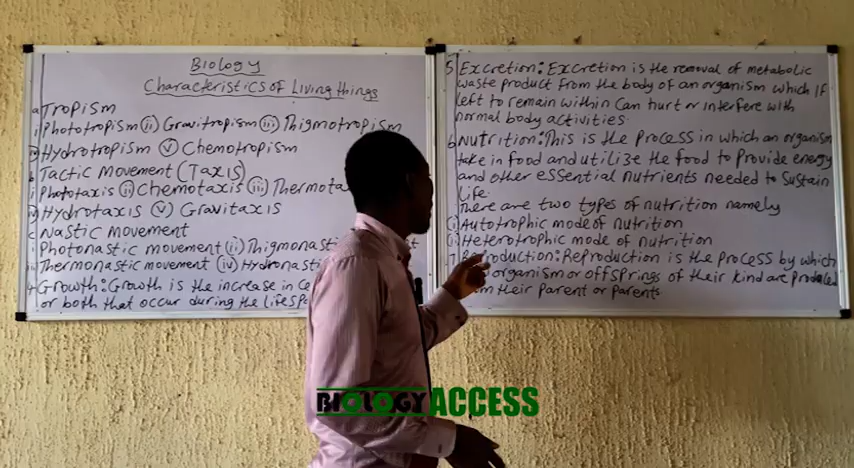 Biology
Characteristics of Living things
a Tropism
i Phototropism (ii) Gravitropism (iii) Thigmotropism
iv Hydrotropism (v) Chemotropism
b Tactic movement (Taxis)
i Phototaxis (ii) Chemotaxis (iii) Thermota
iv Hydrotaxis (v) Gravitaxis
c Nastic movement
i Photonastic movement (ii) Thigmonasti
iii Thermonastic movement (iv) Hydronasti
4 Growth: Growth is the increase in ce
or both that occur during the lifespa
5 Excretion: Excretion is the removal of metabolic
waste product from the body of an organism which if
left to remain within can hurt or interfere with
normal body activities.
6 Nutrition: This is the process in which an organism
take in food and utilize the food to provide energy
and other essential nutrients needed to sustain
life.
There are two types of nutrition namely
(i) Autotrophic mode of nutrition
(ii) Heterotrophic mode of nutrition
7 Reproduction: Reproduction is the process by which
organism or offsprings of their kind are produced
their parent or parents
BIOLOGY ACCESS